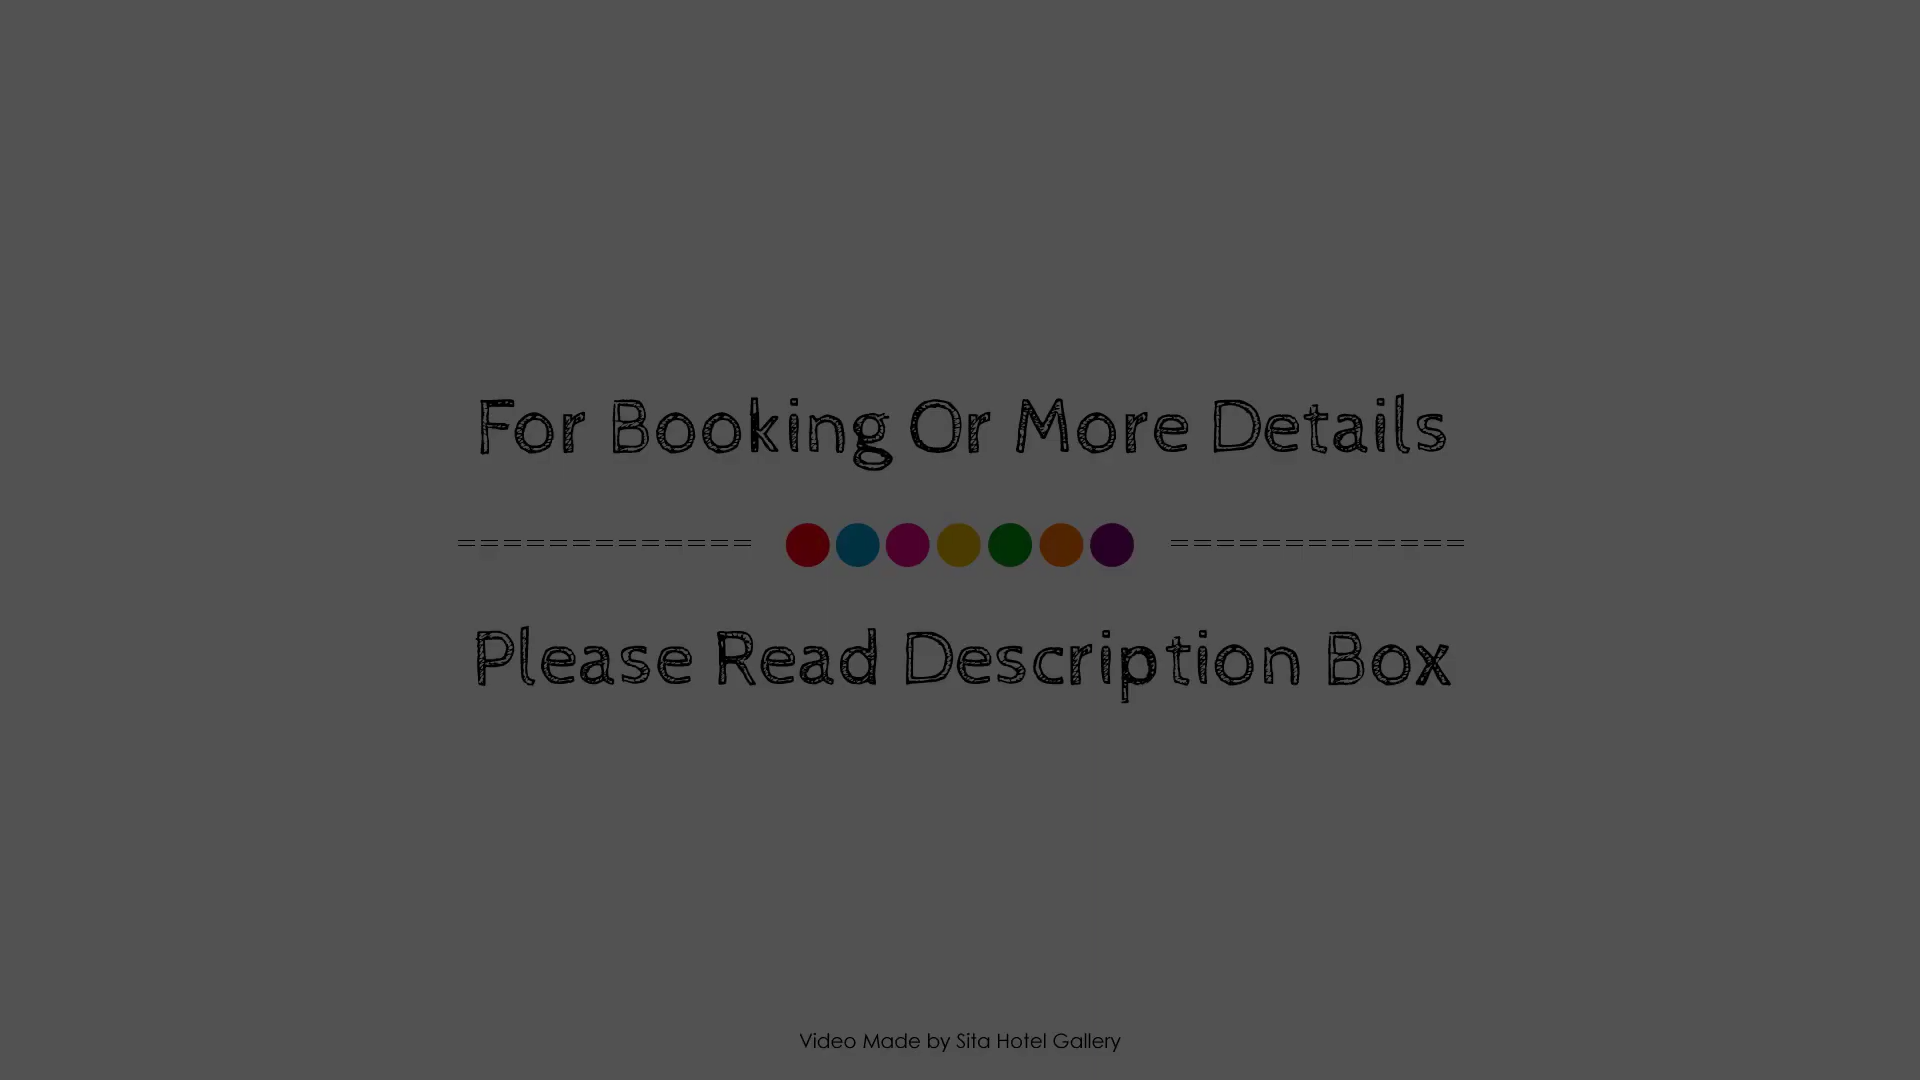 For Booking Or More Details
============= =============
Please Read Description Box
Video Made by Sita Hotel Gallery